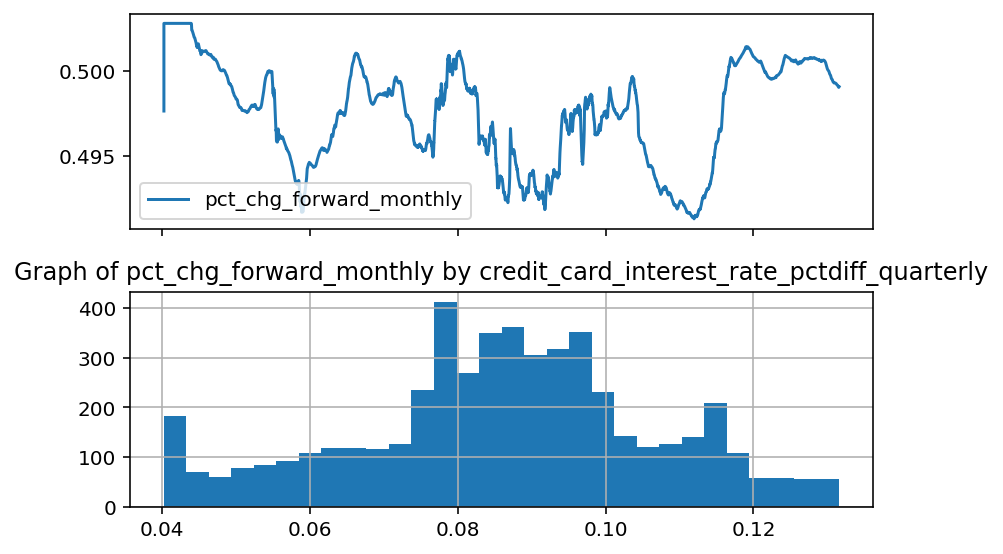 0.500
0.495
pct_chg_forward_monthly
Graph of pct_chg_forward_monthly by credit_card_interest_rate_pctdiff_quarterly
400
300
200
100
0
0.04 0.06 0.08 0.10 0.12